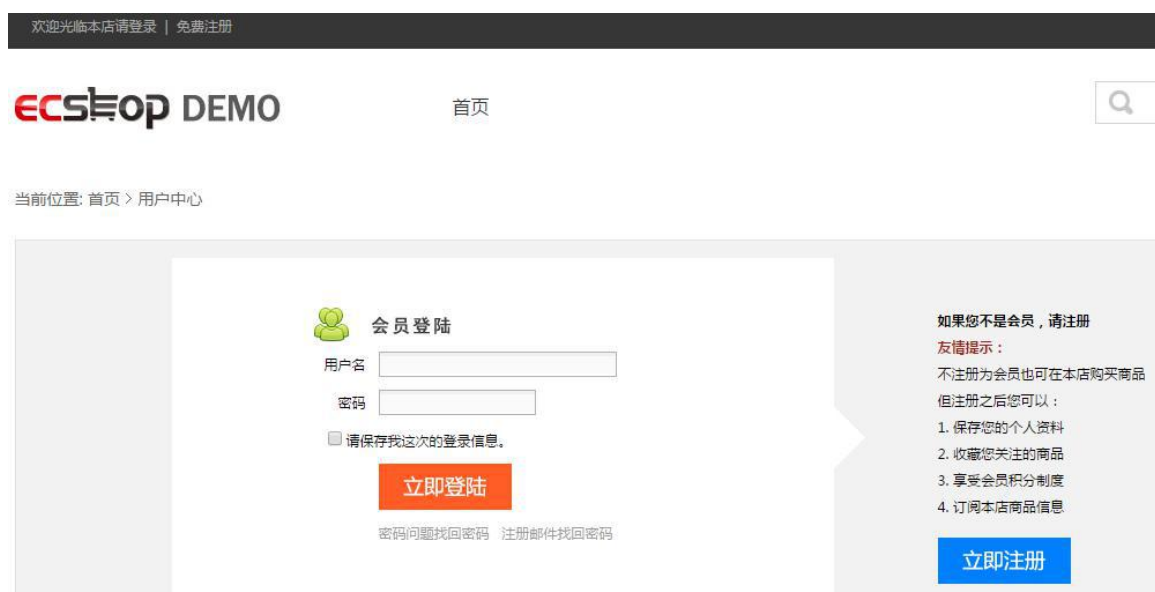 欢迎光临本店请登录 | 免费注册
ECSHOP DEMO
首页
当前位置: 首页 > 用户中心
会员登陆
用户名
密码
请保存我这次的登录信息。
立即登陆
密码问题找回密码 注册邮件找回密码
如果您不是会员，请注册
友情提示：
不注册为会员也可在本店购买商品
但注册之后您可以：
1. 保存您的个人资料
2. 收藏您关注的商品
3. 享受会员积分制度
4. 订阅本店商品信息
立即注册